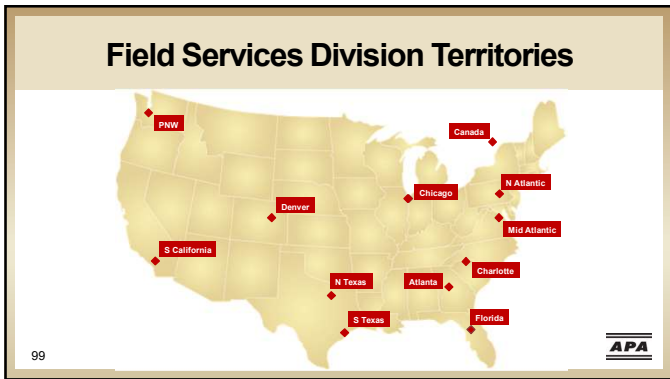 Field Services Division Territories
PNW
Canada
Chicago
N Atlantic
Denver
Mid Atlantic
S California
Charlotte
N Texas
Atlanta
S Texas
Florida
99
APA